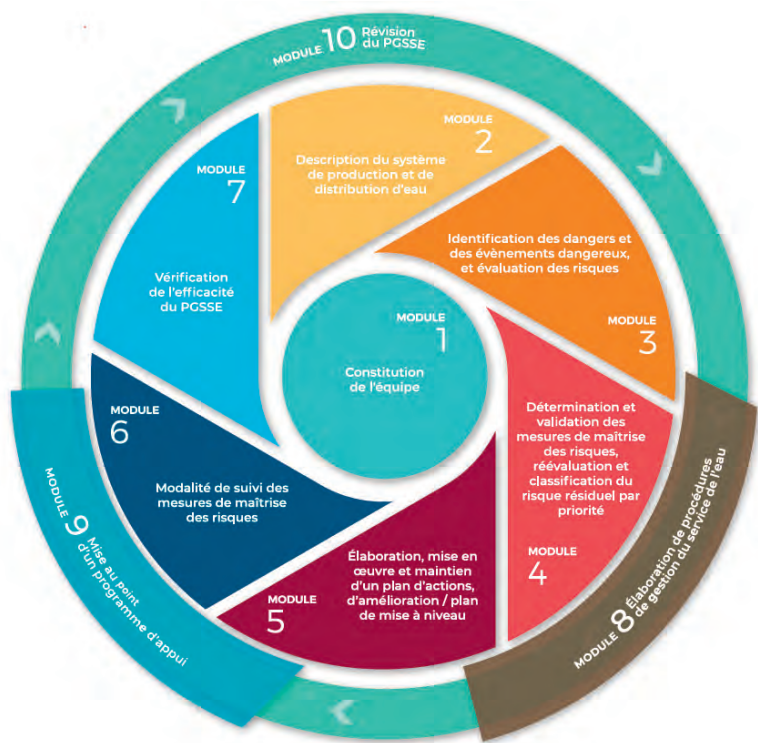 MODULE 10 Révision
du PGSSE
MODULE
2
Description du système
de production et de
distribution d'eau
MODULE
7
Vérification
de l'efficacité
du PGSSE
Identification des dangers et
des évènements dangereux,
et évaluation des risques
MODULE
3
MODULE
1
Constitution
de l'équipe
Détermination et
validation des
mesures de maîtrise
des risques,
réévaluation et
classification du
risque résiduel par
priorité
MODULE
4
MODULE
6
Modalité de suivi des
mesures de maîtrise
des risques
Élaboration, mise en
œuvre et maintien
d'un plan d'actions,
d'amélioration / plan
de mise à niveau
MODULE
5
MODULE 8 Élaboration de procédures
de gestion du service de l'eau
MODULE 9 Mise au point
d'un programme d'appui